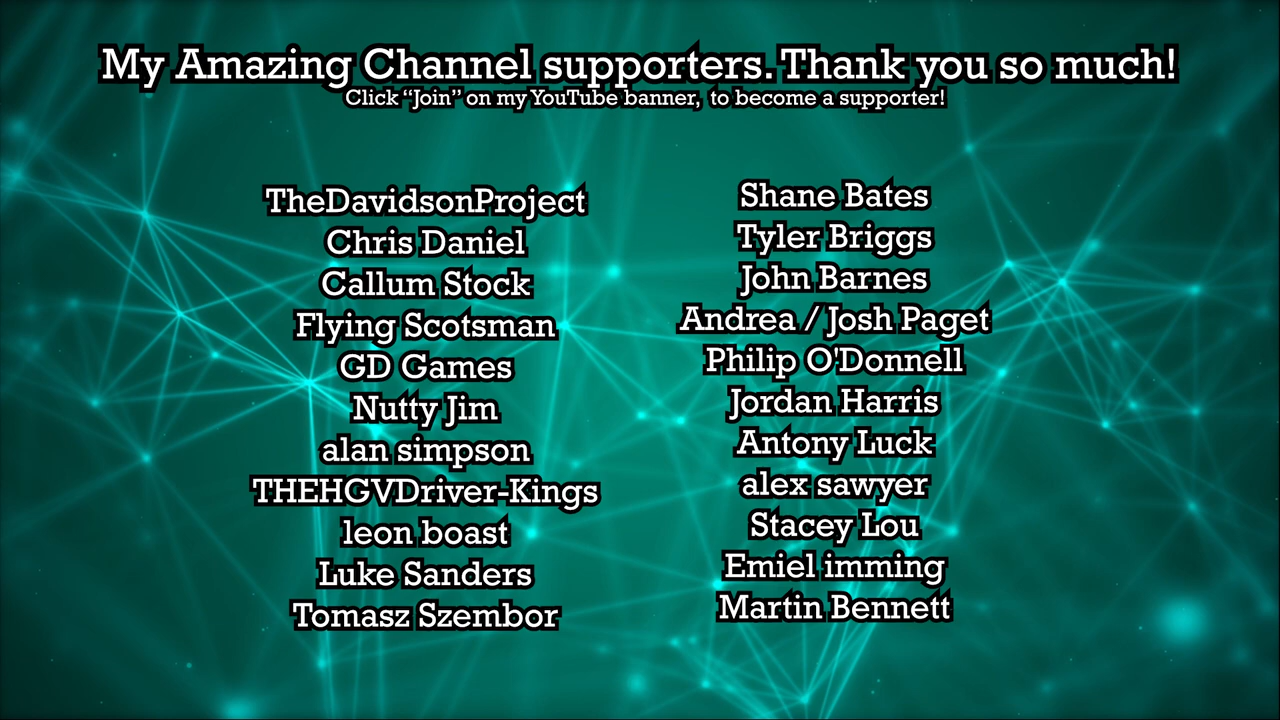 My Amazing Channel supporters. Thank you so much!
Click “Join” on my YouTube banner, to become a supporter!
TheDavidsonProject
Chris Daniel
Callum Stock
Flying Scotsman
GD Games
Nutty Jim
alan simpson
THEHGVDriver-Kings
leon boast
Luke Sanders
Tomasz Szembor
Shane Bates
Tyler Briggs
John Barnes
Andrea / Josh Paget
Philip O'Donnell
Jordan Harris
Antony Luck
alex sawyer
Stacey Lou
Emiel imming
Martin Bennett